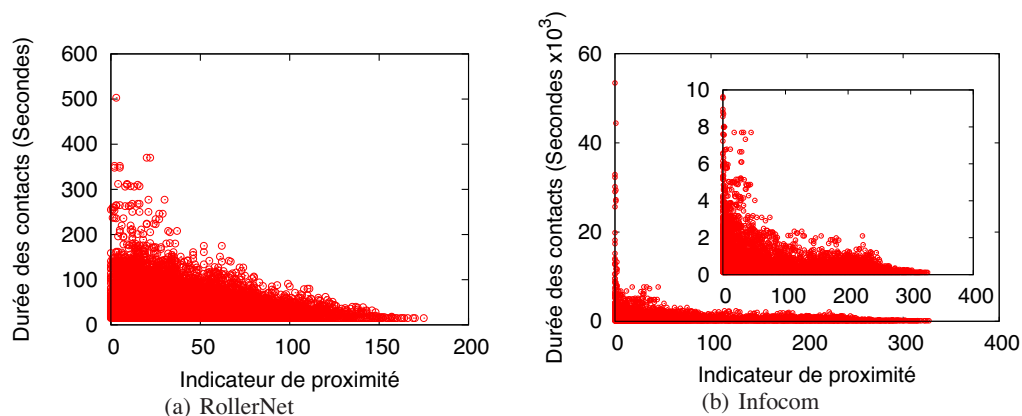 600
500
400
300
200
100
0
0 50 100 150 200
Durée des contacts (Secondes)
Indicateur de proximité
(a) RollerNet
60
40
20
0
0 100 200 300 400
Durée des contacts (Secondes x10³)
10
8
6
4
2
0
0 100 200 300 400
Indicateur de proximité
(b) Infocom